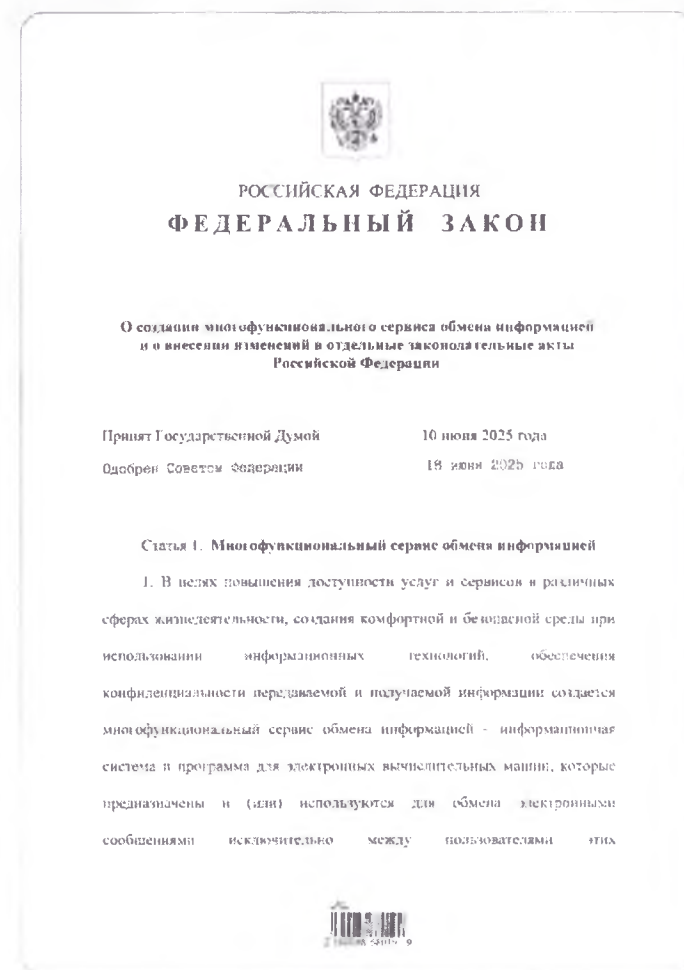 РОССИЙСКАЯ ФЕДЕРАЦИЯ
ФЕДЕРАЛЬНЫЙ ЗАКОН
О создании многофункционального сервиса обмена информацией
и о внесении изменений в отдельные законодательные акты
Российской Федерации
Принят Государственной Думой 10 июня 2025 года
Одобрен Советом Федерации 18 июня 2025 года
Статья 1. Многофункциональный сервис обмена информацией
1. В целях повышения доступности услуг и сервисов в различных
сферах жизнедеятельности, создания комфортной и безопасной среды при
использовании информационных технологий, обеспечения
конфиденциальности передаваемой и получаемой информации создается
многофункциональный сервис обмена информацией - информационная
система и программа для электронных вычислительных машин, которые
предназначены и (или) используются для обмена электронными
сообщениями исключительно между пользователями этих